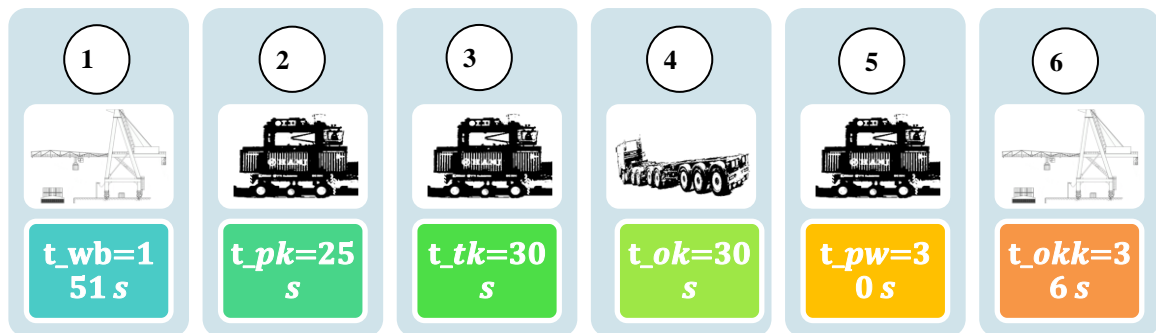 1
2
3
4
5
6
t_wb=1
51 s
t_pk=25
s
t_tk=30
s
t_ok=30
s
t_pw=3
0 s
t_okk=3
6 s